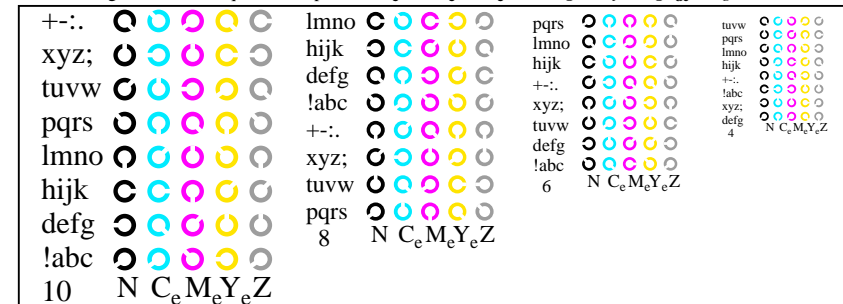 +-:.
xyz;
tuvw
pqrs
lmno
hijk
defg
!abc
10 N CeMeYeZ
lmno
hijk
defg
!abc
+-:.
xyz;
tuvw
pqrs
8 N CeMeYeZ
pqrs
lmno
hijk
+-:.
xyz;
tuvw
defg
!abc
6 N CeMeYeZ
tuvw
pqrs
lmno
hijk
+-:.
!abc
xyz;
defg
4 N CeMeYeZ